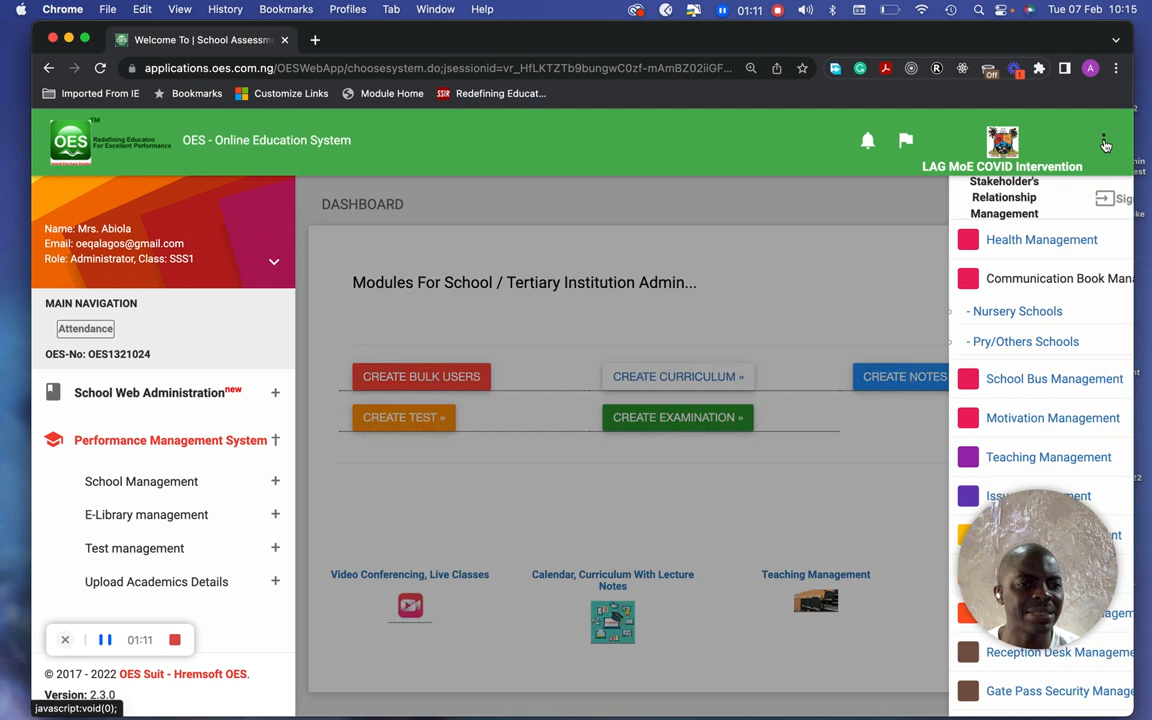 Chrome File Edit View History Bookmarks Profiles Tab Window Help 01:11 Tue 07 Feb 10:15
Welcome To | School Assessm
applications.oes.com.ng/OESWebApp/choosesystem.do;jsessionid=vr_HfLKTZTb9bungwC0zf-mAmBZ02iiGF...
Off 1 A
Imported From IE Bookmarks Customize Links Module Home SSIR Redefining Educat...
OES TM Redefining Educaton
For Excellent Performance
OES - Online Education System
LAG MoE COVID Intervention
Name: Mrs. Abiola
Email: oeqalagos@gmail.com
Role: Administrator, Class: SSS1
MAIN NAVIGATION
Attendance
OES-No: OES1321024
School Web Administration new +
Performance Management System
School Management +
E-Library management +
Test management +
Upload Academics Details +
01:11
© 2017 - 2022 OES Suit - Hremsoft OES.
Version: 2.3.0
javascript:void(0);
DASHBOARD
Modules For School / Tertiary Institution Admin...
CREATE BULK USERS CREATE CURRICULUM » CREATE NOTES
CREATE TEST » CREATE EXAMINATION »
Video Conferencing, Live Classes
Calendar, Curriculum With Lecture
Notes
Teaching Management
Stakeholder's
Relationship
Management
Sig
Health Management
Communication Book Mana
- Nursery Schools
- Pry/Others Schools
School Bus Management
Motivation Management
Teaching Management
Reception Desk Manageme
Gate Pass Security Manage